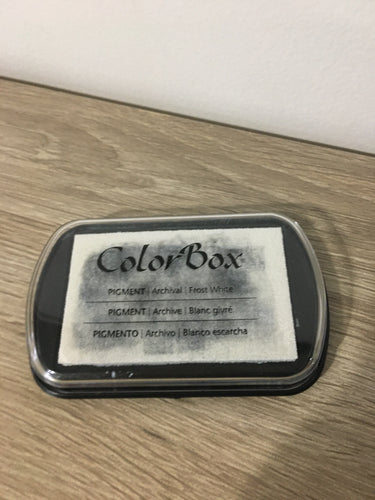 ColorBox
PIGMENT | Archival | Frost White
PIGMENT | Archive | Blanc givré
PIGMENTO | Archivo | Blanco escarcha